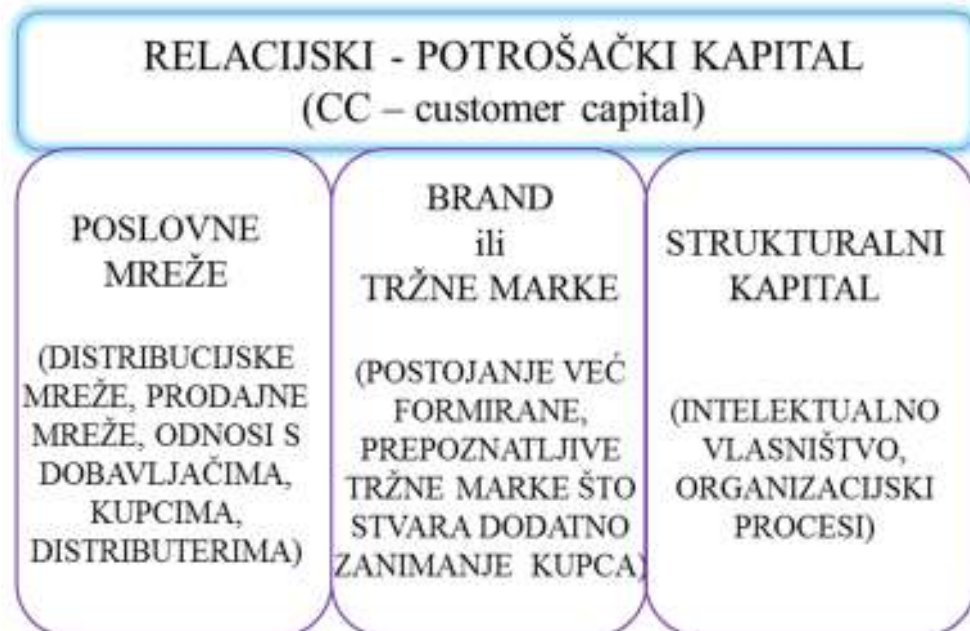 RELACIJSKI - POTROŠAČKI KAPITAL
(CC – customer capital)
POSLOVNE
MREŽE
(DISTRIBUCIJSKE
MREŽE, PRODAJNE
MREŽE, ODNOSI S
DOBAVLJAČIMA,
KUPCIMA,
DISTRIBUTERIMA)
BRAND
ili
TRŽNE MARKE
(POSTOJANJE VEĆ
FORMIRANE,
PREPOZNATLJIVE
TRŽNE MARKE ŠTO
STVARA DODATNO
ZANIMANJE KUPCA)
STRUKTURALNI
KAPITAL
(INTELEKTUALNO
VLASNIŠTVO,
ORGANIZACIJSKI
PROCESI)